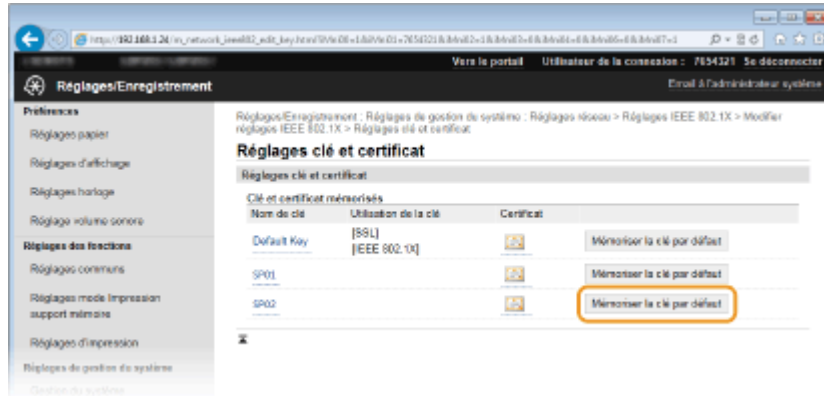 Vers le portail Utilisateur de la connexion : 7654321 Se déconnecter
Réglages/Enregistrement
Email à l'administrateur système
Préférences
Réglages papier
Réglages d'affichage
Réglages horloge
Réglage volume sonore
Réglages des fonctions
Réglages communs
Réglages mode Impression
support mémoire
Réglages d'impression
Réglages de gestion du système
Gestion du système
Réglages/Enregistrement : Réglages de gestion du système : Réglages réseau > Réglages IEEE 802.1X > Modifier
réglages IEEE 802.1X > Réglages clé et certificat
Réglages clé et certificat
Réglages clé et certificat
Clé et certificat mémorisés
Nom de clé Utilisation de la clé Certificat
Default Key [SSL] Mémoriser la clé par défaut
[IEEE 802.1X]
SP01 Mémoriser la clé par défaut
SP02 Mémoriser la clé par défaut